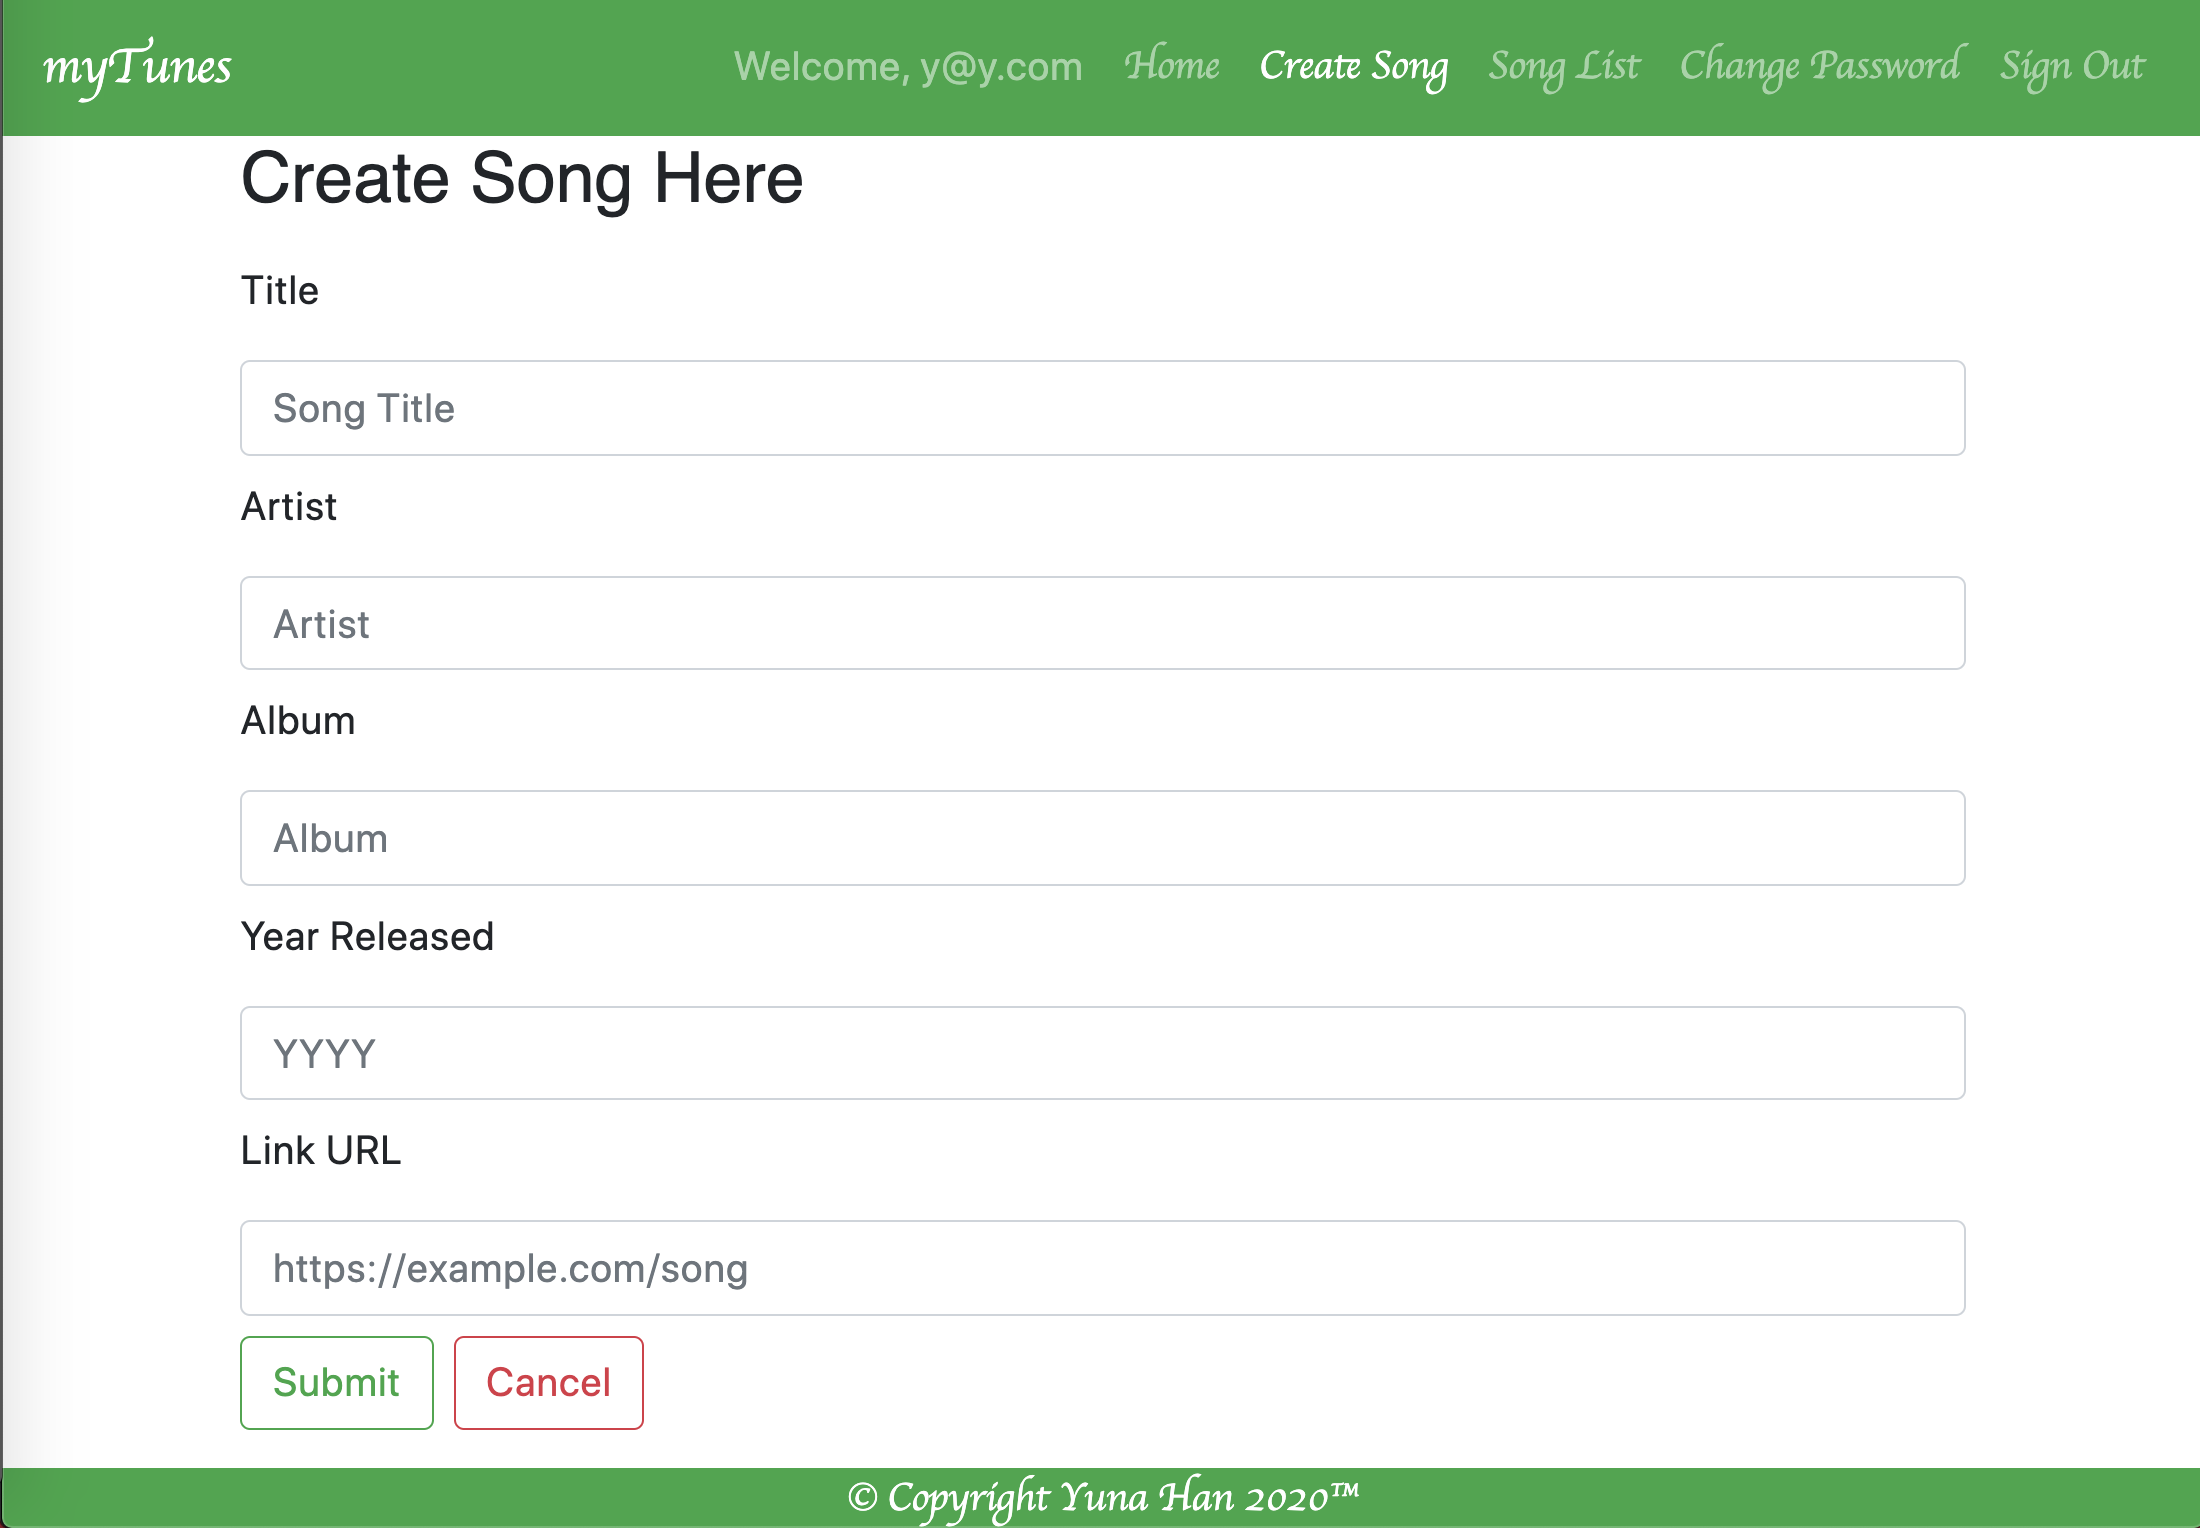 myTunes Welcome, y@y.com Home Create Song Song List Change Password Sign Out
Create Song Here
Title
Song Title
Artist
Artist
Album
Album
Year Released
YYYY
Link URL
https://example.com/song
Submit Cancel
© Copyright Yuna Han 2020™